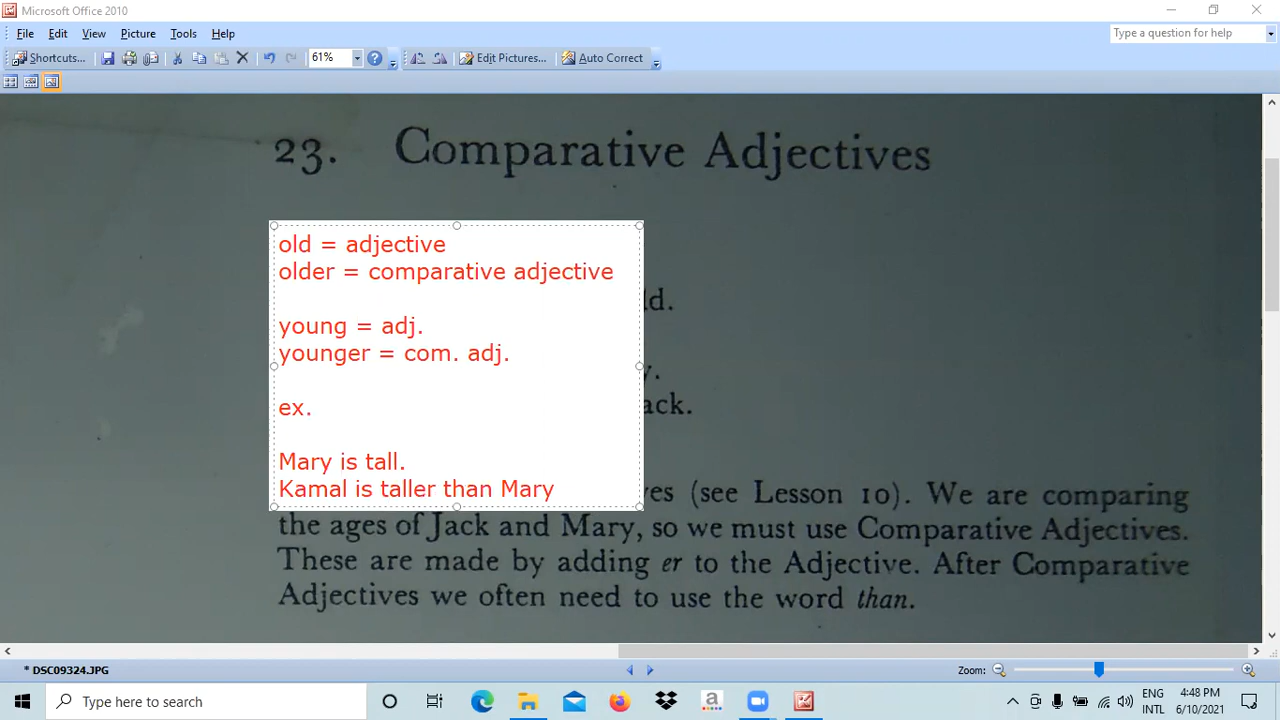 Microsoft Office 2010
File Edit View Picture Tools Help
Type a question for help
Shortcuts... 61% Edit Pictures... Auto Correct
23. Comparative Adjectives
old = adjective
older = comparative adjective
ld.
young = adj.
younger = com. adj.
y.
ex.
ack.
Mary is tall.
Kamal is taller than Mary
es (see Lesson 10). We are comparing
the ages of Jack and Mary, so we must use Comparative Adjectives.
These are made by adding er to the Adjective. After Comparative
Adjectives we often need to use the word than.
* DSC09324.JPG
Zoom:
Type here to search
a
ENG
INTL
4:48 PM
6/10/2021